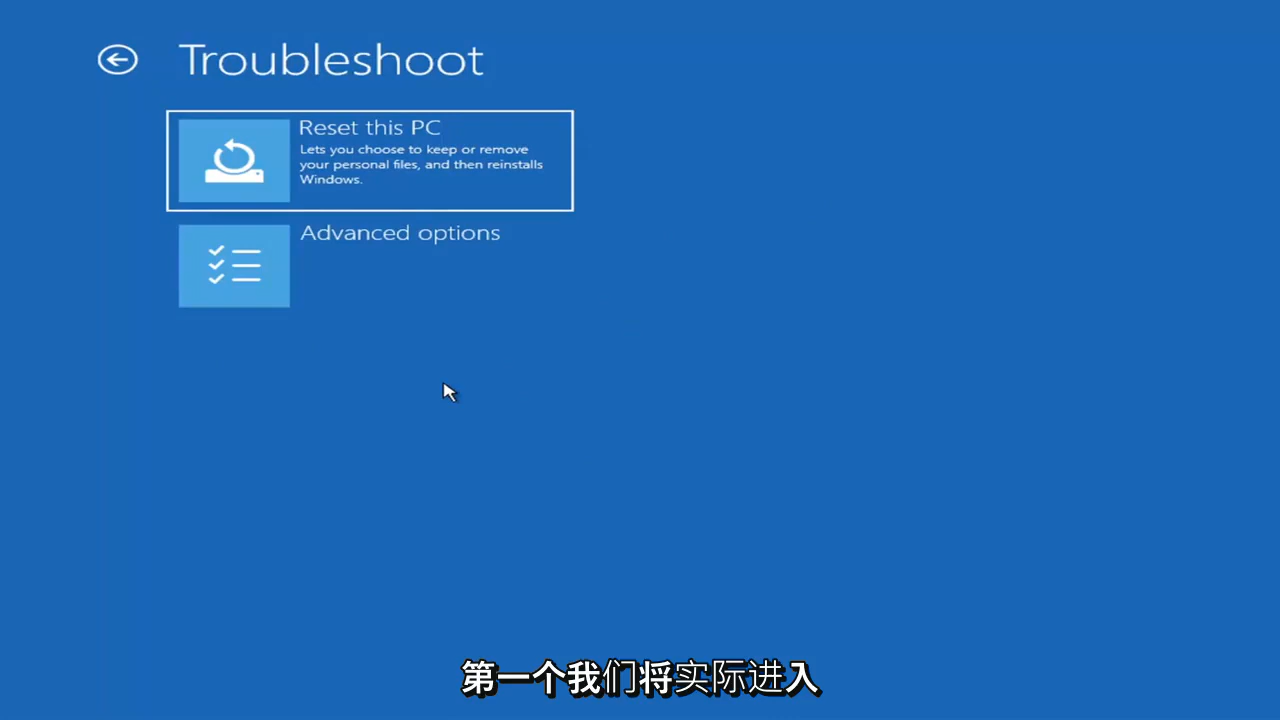 Troubleshoot
Reset this PC
Lets you choose to keep or remove
your personal files, and then reinstalls
Windows.
Advanced options
第一个我们将实际进入